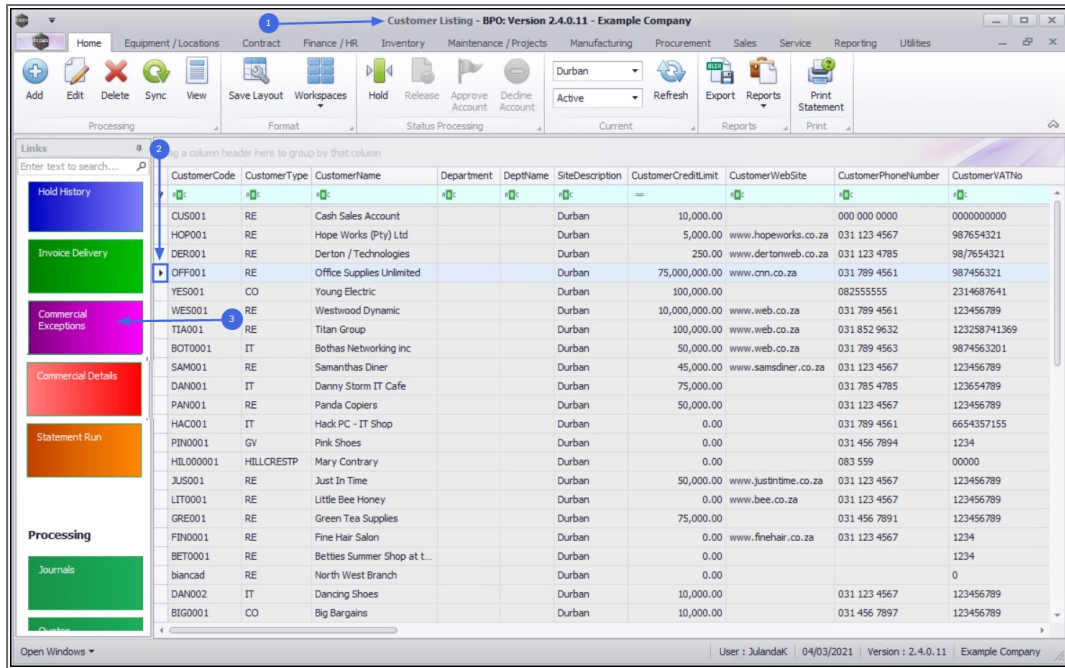 1
Customer Listing - BPO: Version 2.4.0.11 - Example Company
Home Equipment / Locations Contract Finance / HR Inventory Maintenance / Projects Manufacturing Procurement Sales Service Reporting Utilities
Add Edit Delete Sync View Save Layout Workspaces Hold Release Approve Account Decline Account Durban Active Refresh Export Reports Print Statement
Processing Format Status Processing Current Reports Print
Links
2
Enter text to search...
a column header here to group by that column
CustomerCode CustomerType CustomerName Department DeptName SiteDescription CustomerCreditLimit CustomerWebSite CustomerPhoneNumber CustomerVATNo
CUS001 RE Cash Sales Account Durban 10,000.00 000 000 0000 0000000000
HOP001 RE Hope Works (Pty) Ltd Durban 5,000.00 www.hopeworks.co.za 031 123 4567 987654321
DER001 RE Derton / Technologies Durban 250.00 www.dertonweb.co.za 031 123 4785 98/7654321
OFF001 RE Office Supplies Unlimited Durban 75,000,000.00 www.cnn.co.za 031 789 4561 987456321
YES001 CO Young Electric Durban 100,000.00 082555555 2314687641
WES001 RE Westwood Dynamic Durban 10,000,000.00 www.web.co.za 031 789 4561 123456789
TIA001 RE Titan Group Durban 100,000.00 www.web.co.za 031 852 9632 123258741369
BOT0001 IT Bothas Networking inc Durban 50,000.00 www.web.co.za 031 789 4563 9874563201
SAM001 RE Samanthas Diner Durban 45,000.00 www.samsdiner.co.za 031 123 4567 123456789
DAN001 IT Danny Storm IT Cafe Durban 75,000.00 031 785 4785 123654789
PAN001 RE Panda Copiers Durban 50,000.00 031 123 4567 123456789
HAC001 IT Hack PC - IT Shop Durban 0.00 031 789 4561 6654357155
PIN0001 GV Pink Shoes Durban 0.00 031 456 7894 1234
HIL000001 HILLCRESTP Mary Contrary Durban 0.00 083 559 00000
JUS001 RE Just In Time Durban 50,000.00 www.justintime.co.za 031 123 4567 123456789
LIT0001 RE Little Bee Honey Durban 0.00 www.bee.co.za 031 123 4567 123456789
GRE001 RE Green Tea Supplies Durban 75,000.00 031 456 7891 123456789
FIN0001 RE Fine Hair Salon Durban 0.00 www.finehair.co.za 031 123 4567 1234
BET0001 RE Betties Summer Shop at t... Durban 0.00 1234
biancad RE North West Branch Durban 0.00 0
DAN002 IT Dancing Shoes Durban 10,000.00 031 123 4567 123456789
BIG0001 CO Big Bargains Durban 10,000.00 031 456 7897 123456789
Hold History
Invoice Delivery
Commercial
Exceptions
3
Commercial Details
Statement Run
Processing
Journals
Open Windows User : JulandaK 04/03/2021 Version : 2.4.0.11 Example Company